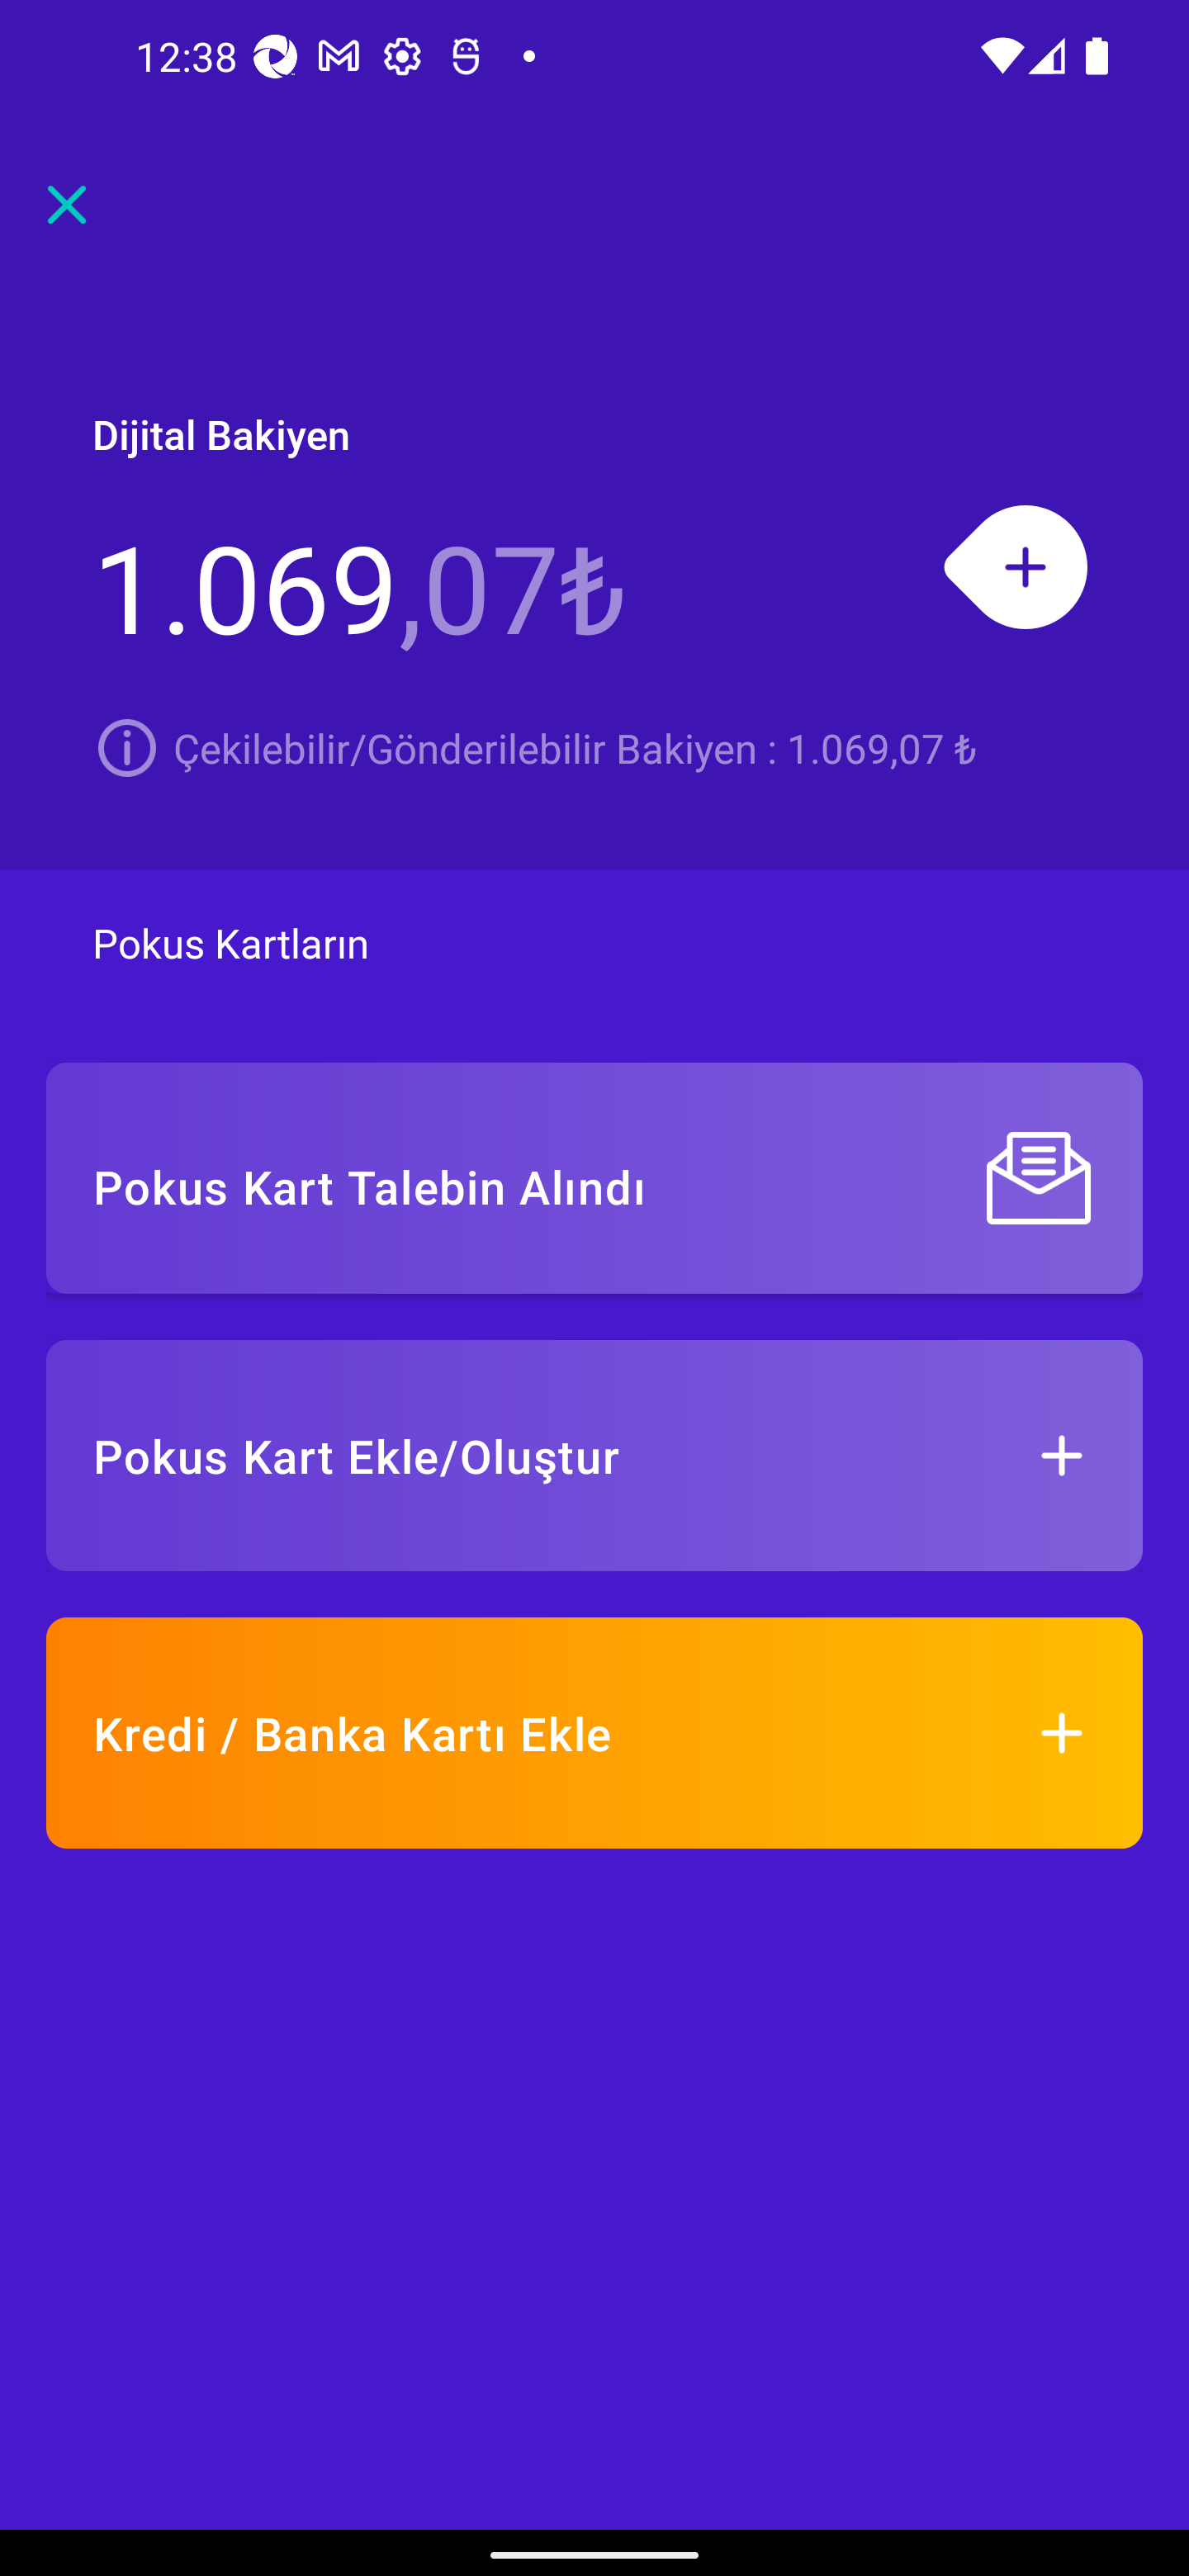 12:38
Dijital Bakiyen
1.069,07₺
Çekilebilir/Gönderilebilir Bakiyen : 1.069,07 ₺
Pokus Kartların
Pokus Kart Talebin Alındı
Pokus Kart Ekle/Oluştur
Kredi / Banka Kartı Ekle